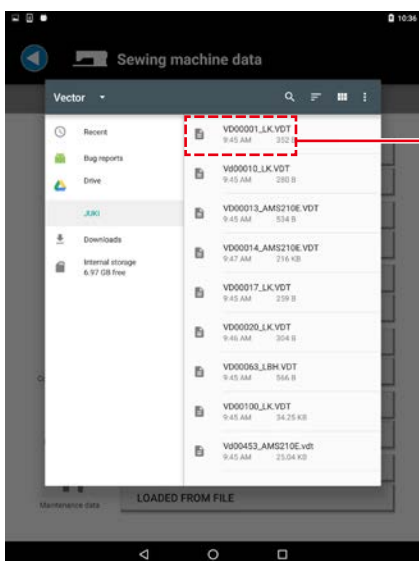 10:36
Sewing machine data
Vector
Recent
Bug reports
Drive
JUKI
Downloads
Internal storage
6.97 GB free
VD00001_LK.VDT
9:45 AM 352 B
Vd00010_LK.VDT
9:45 AM 280 B
VD00013_AMS210E.VDT
9:45 AM 534 B
VD00014_AMS210E.VDT
9:47 AM 216 KB
VD00017_LK.VDT
9:45 AM 259 B
VD00020_LK.VDT
9:46 AM 304 B
VD00063_LBH.VDT
9:45 AM 566 B
VD00100_LK.VDT
9:45 AM 34.25 KB
Vd00453_AMS210E.vdt
9:45 AM 25.04 KB
LOADED FROM FILE
Maintenance data